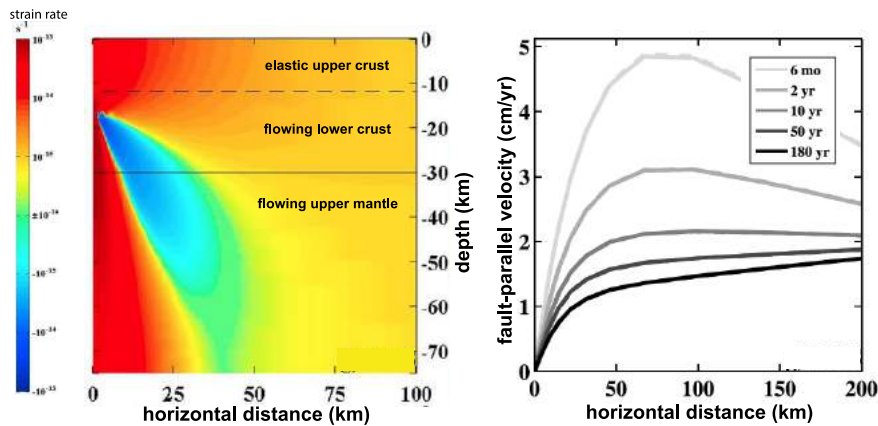 strain rate
s⁻¹
10⁻¹³
10⁻¹⁴
10⁻¹⁵
±10⁻¹⁶
-10⁻¹⁵
-10⁻¹⁴
-10⁻¹³
elastic upper crust
flowing lower crust
flowing upper mantle
0
-10
-20
-30
-40
-50
-60
-70
depth (km)
0 25 50 75 100
horizontal distance (km)
5
4
3
2
1
0
fault-parallel velocity (cm/yr)
6 mo
2 yr
10 yr
50 yr
180 yr
0 50 100 150 200
horizontal distance (km)